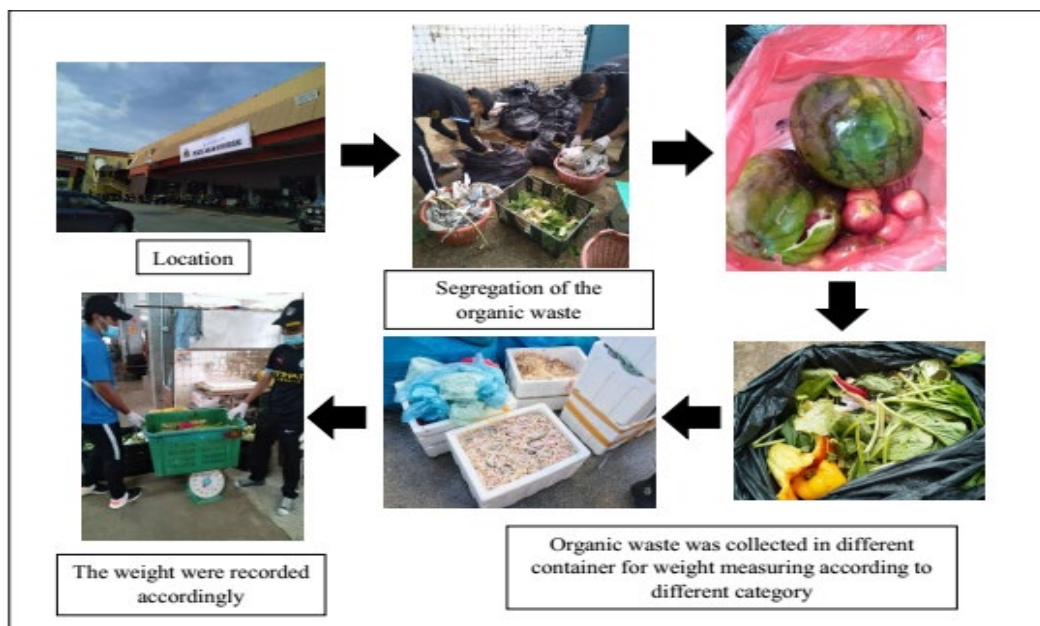 Location
Segregation of the
organic waste
Organic waste was collected in different
container for weight measuring according to
different category
The weight were recorded
accordingly